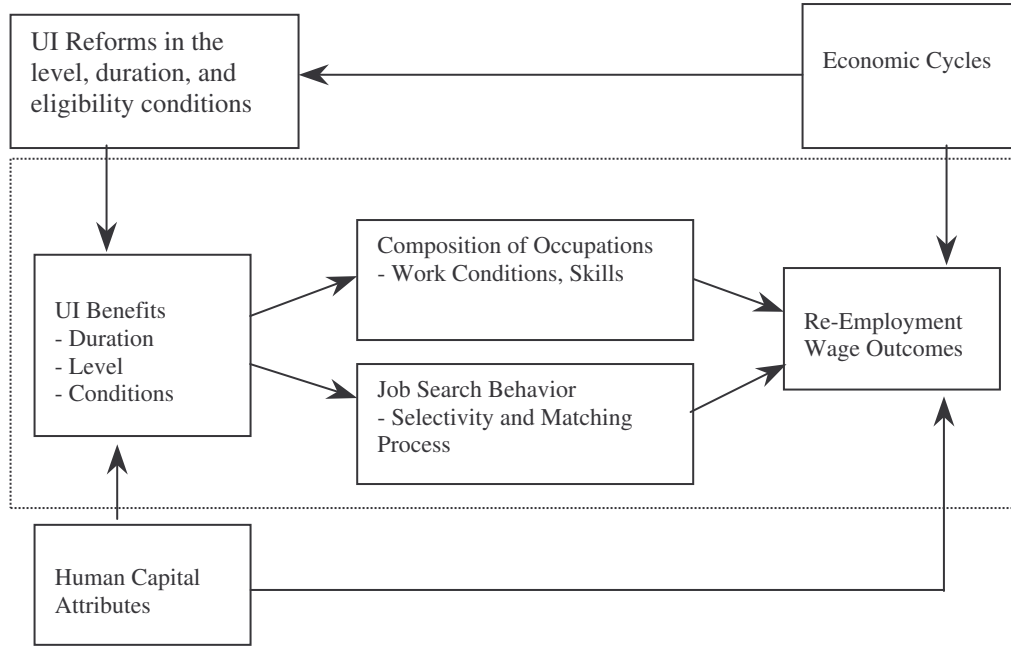 UI Reforms in the
level, duration, and
eligibility conditions
Economic Cycles
Composition of Occupations
- Work Conditions, Skills
UI Benefits
- Duration
- Level
- Conditions
Re-Employment
Wage Outcomes
Job Search Behavior
- Selectivity and Matching
Process
Human Capital
Attributes